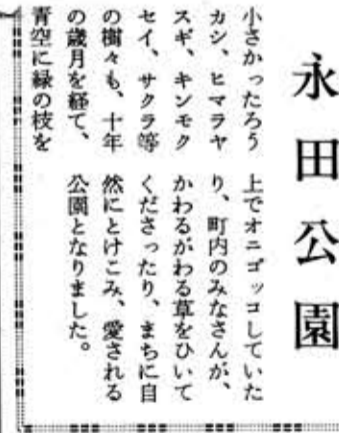 永田公園
小さかったろう
カシ、ヒマラヤ
スギ、キンモク
セイ、サクラ等
の樹々も、十年
の歳月を経て、
青空に緑の枝を
上でオニゴッコしていた
り、町内のみなさんが、
かわるがわる草をひいて
くださったり、まちに自
然にとけこみ、愛される
公園となりました。